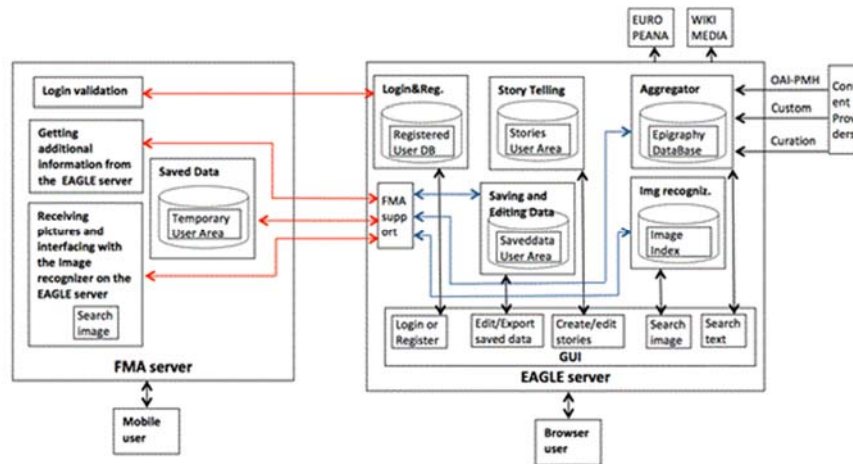 EURO
PEANA
WIKI
MEDIA
Login validation
Getting
additional
information from
the EAGLE server
Receiving
pictures and
interfacing with
the Image
recognizer on the
EAGLE server
Search
image
Saved Data
Temporary
User Area
FMA server
Mobile
user
Login&Reg.
Registered
User DB
Story Telling
Stories
User Area
Aggregator
Epigraphy
DataBase
OAI-PMH
Custom
Curation
Cont
ent
Provi
ders
FMA
supp
ort
Saving and
Editing Data
Saveddata
User Area
Img recogniz.
Image
Index
Login or
Register
Edit/Export
saved data
Create/edit
stories
Search
image
Search
text
GUI
EAGLE server
Browser
user